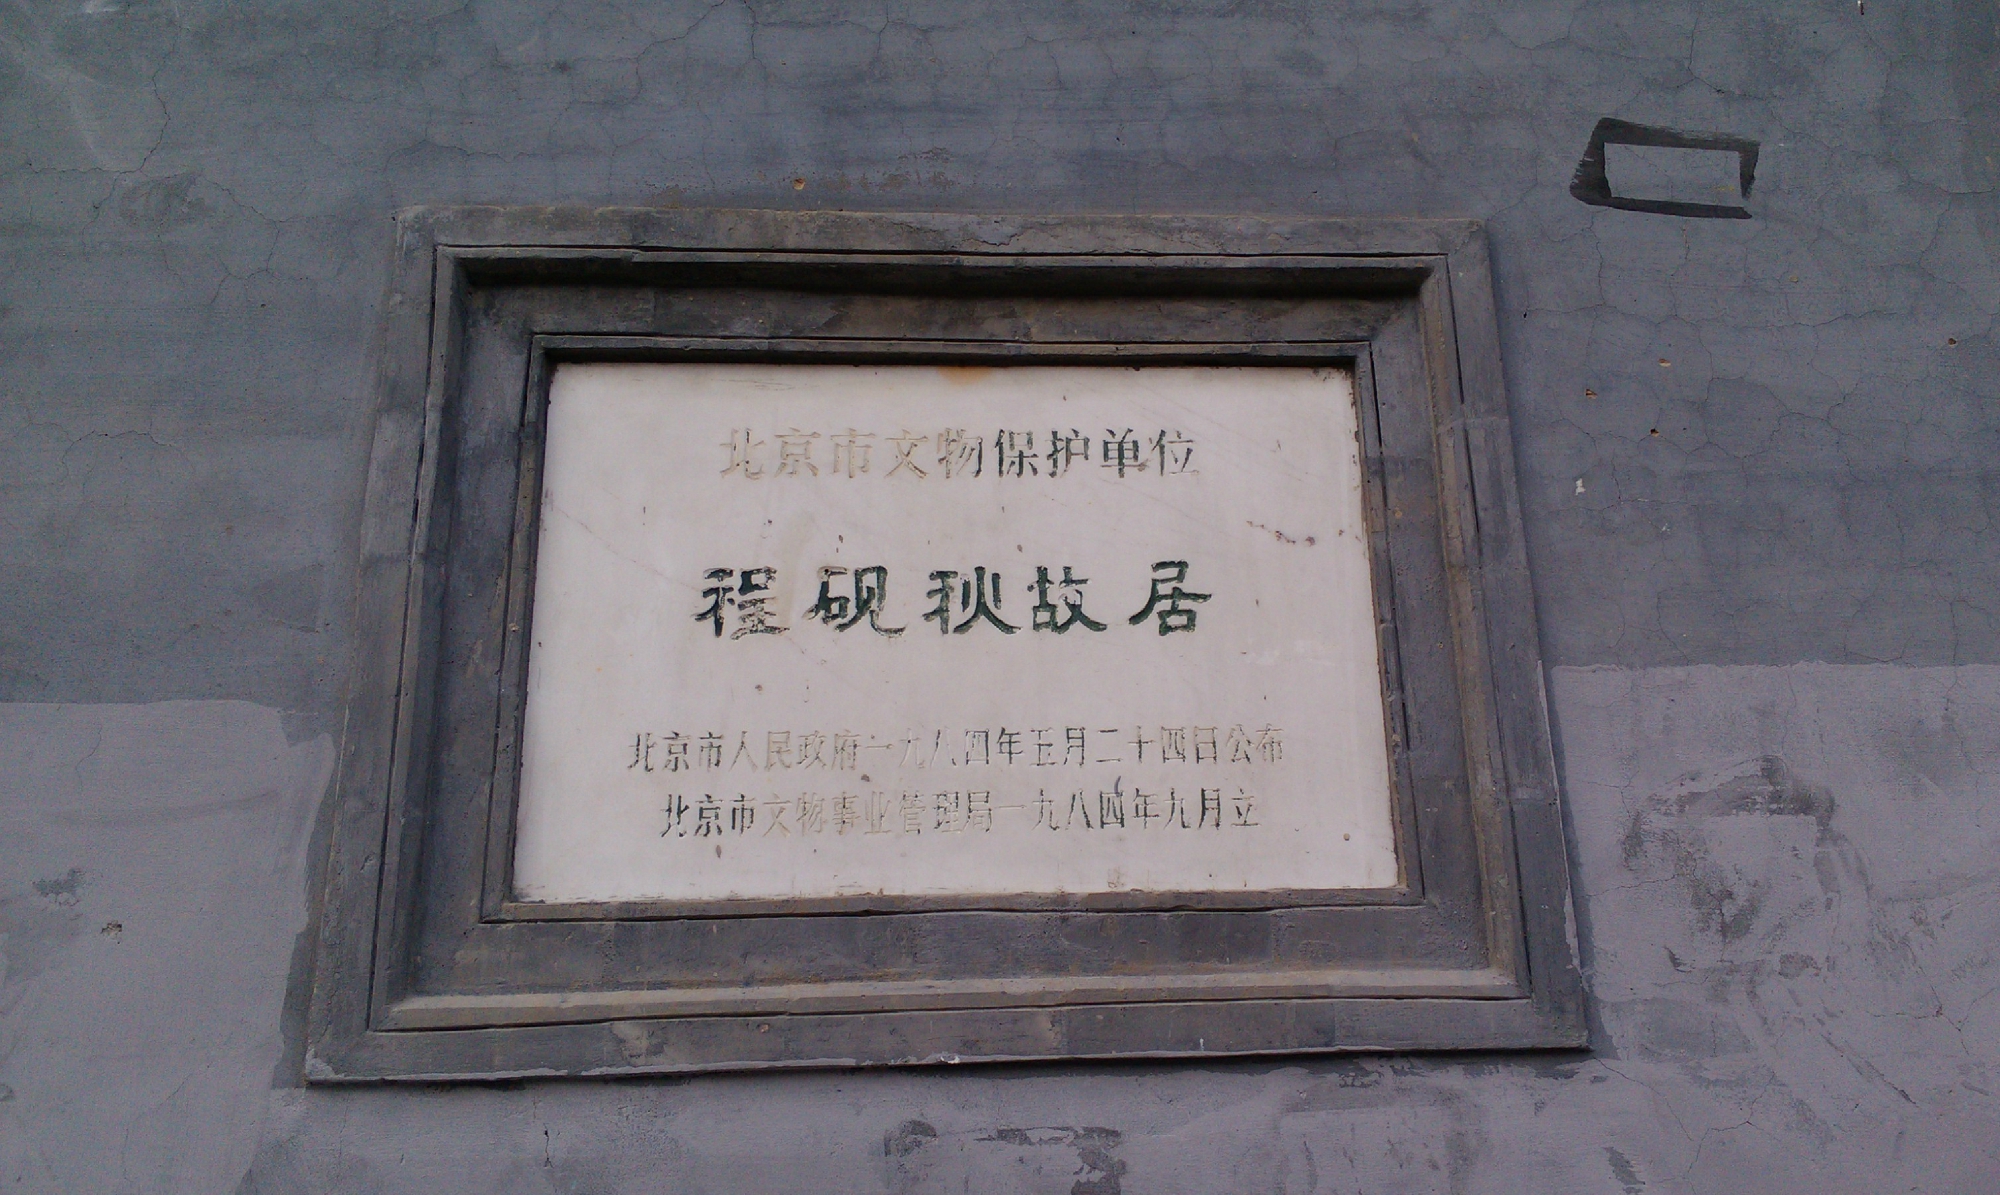 北京市文物保护单位
程砚秋故居
北京市人民政府一九八四年五月二十四日公布
北京市文物事业管理局一九八四年九月立